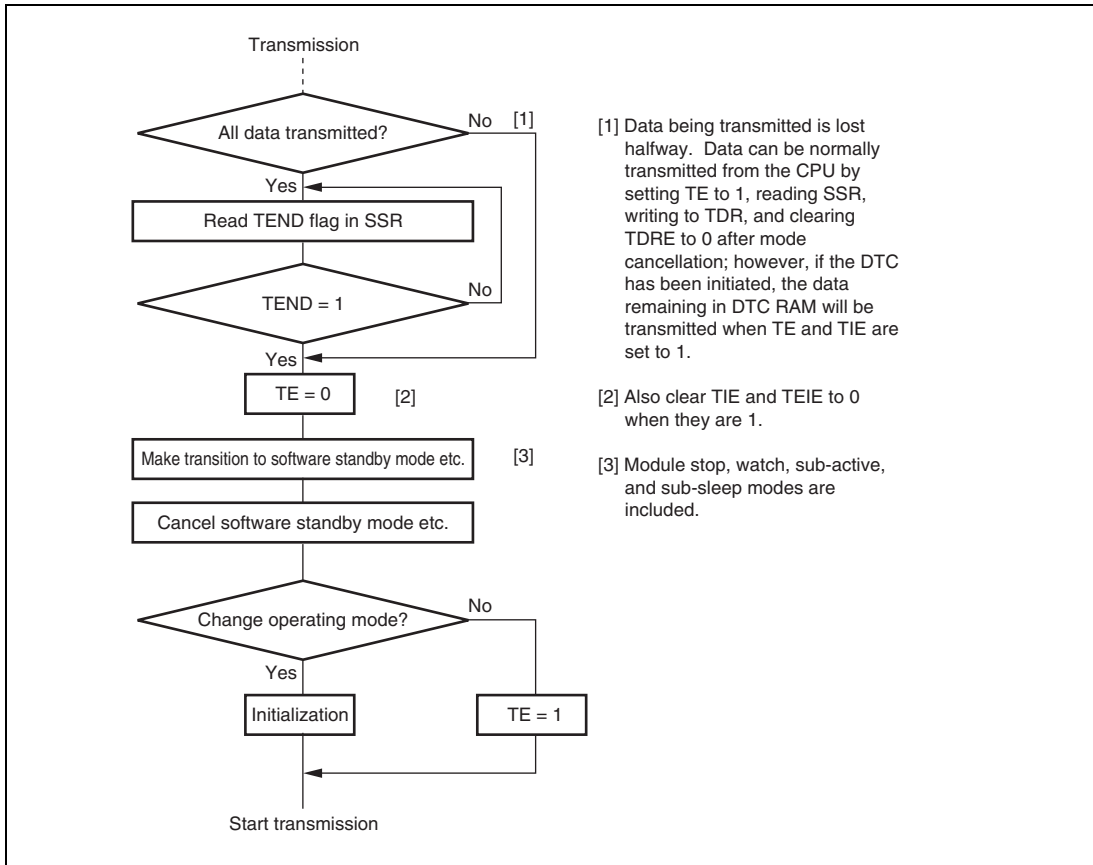 Transmission
All data transmitted?
No
[1]
Yes
Read TEND flag in SSR
TEND = 1
No
Yes
TE = 0
[2]
Make transition to software standby mode etc.
[3]
Cancel software standby mode etc.
Change operating mode?
No
Yes
Initialization
TE = 1
Start transmission
[1] Data being transmitted is lost
halfway. Data can be normally
transmitted from the CPU by
setting TE to 1, reading SSR,
writing to TDR, and clearing
TDRE to 0 after mode
cancellation; however, if the DTC
has been initiated, the data
remaining in DTC RAM will be
transmitted when TE and TIE are
set to 1.
[2] Also clear TIE and TEIE to 0
when they are 1.
[3] Module stop, watch, sub-active,
and sub-sleep modes are
included.